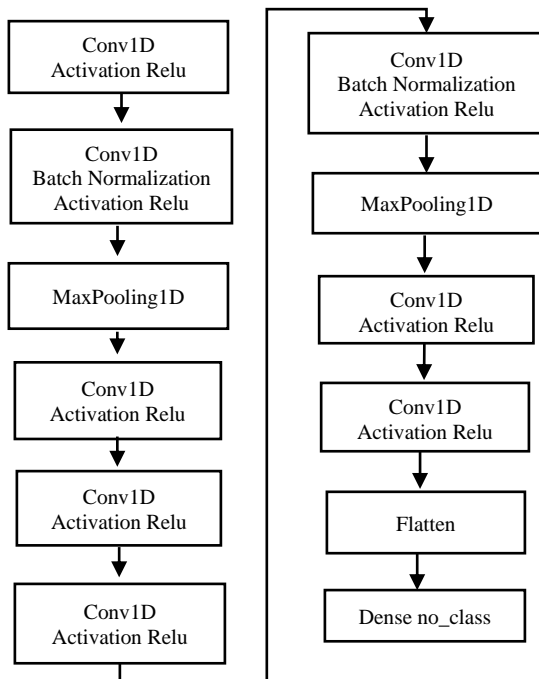 Conv1D
Activation Relu
Conv1D
Batch Normalization
Activation Relu
MaxPooling1D
Conv1D
Activation Relu
Conv1D
Activation Relu
Conv1D
Activation Relu
Conv1D
Batch Normalization
Activation Relu
MaxPooling1D
Conv1D
Activation Relu
Conv1D
Activation Relu
Flatten
Dense no_class